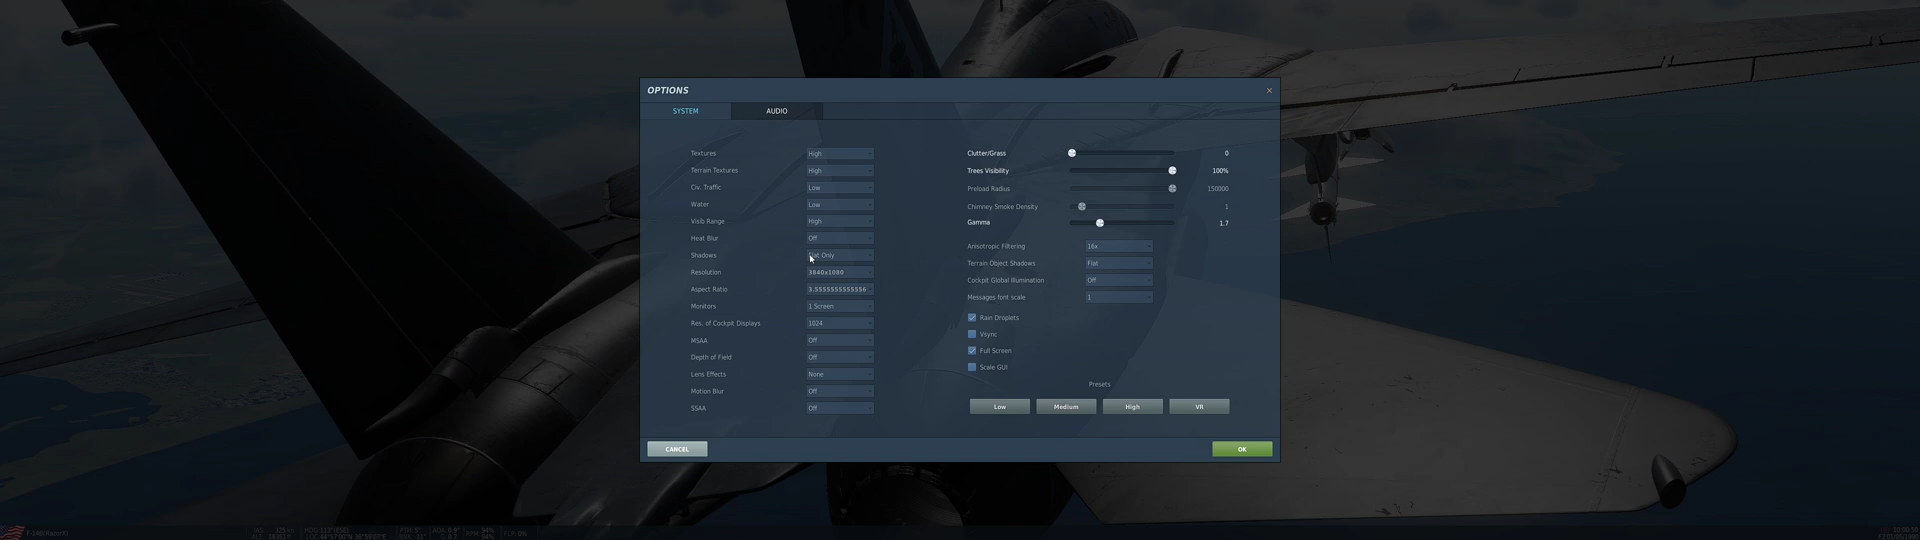 OPTIONS
SYSTEM AUDIO
Textures High
Terrain Textures High
Civ. Traffic Low
Water Low
Visib Range High
Heat Blur Off
Shadows Flat Only
Resolution 3840x1080
Aspect Ratio 3.5555555555556
Monitors 1 Screen
Res. of Cockpit Displays 1024
MSAA Off
Depth of Field Off
Lens Effects None
Motion Blur Off
SSAA Off
Clutter/Grass 0
Trees Visibility 100%
Preload Radius 150000
Chimney Smoke Density 1
Gamma 1.7
Anisotropic Filtering 16x
Terrain Object Shadows Flat
Cockpit Global Illumination Off
Messages font scale 1
Rain Droplets
Vsync
Full Screen
Scale GUI
Presets
Low Medium High VR
CANCEL OK